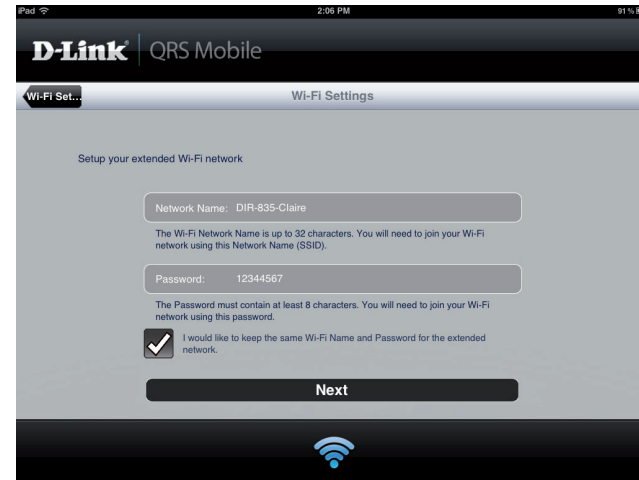 iPad 2:06 PM 91%
D-Link QRS Mobile
Wi-Fi Set... Wi-Fi Settings
Setup your extended Wi-Fi network
Network Name: DIR-835-Claire
The Wi-Fi Network Name is up to 32 characters. You will need to join your Wi-Fi
network using this Network Name (SSID).
Password: 12344567
The Password must contain at least 8 characters. You will need to join your Wi-Fi
network using this password.
I would like to keep the same Wi-Fi Name and Password for the extended
network.
Next